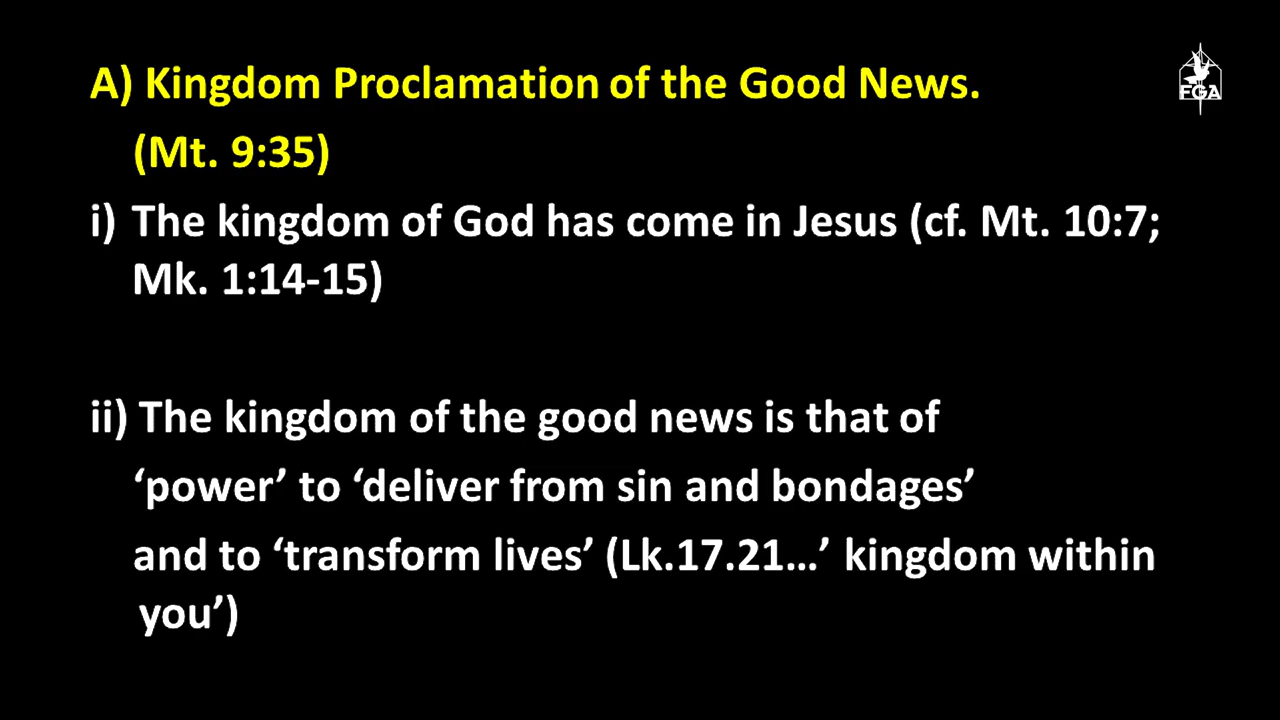 A) Kingdom Proclamation of the Good News.
(Mt. 9:35)
i) The kingdom of God has come in Jesus (cf. Mt. 10:7;
Mk. 1:14-15)
ii) The kingdom of the good news is that of
‘power’ to ‘deliver from sin and bondages’
and to ‘transform lives’ (Lk.17.21…’ kingdom within
you’)
FGA